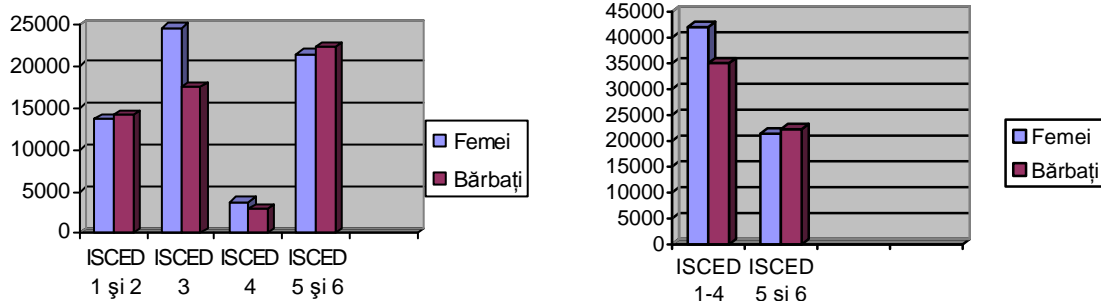 25000
20000
15000
10000
5000
0
ISCED ISCED ISCED ISCED
1 şi 2 3 4 5 şi 6
Femei
Bărbați
45000
40000
35000
30000
25000
20000
15000
10000
5000
0
ISCED ISCED
1-4 5 şi 6
Femei
Bărbați